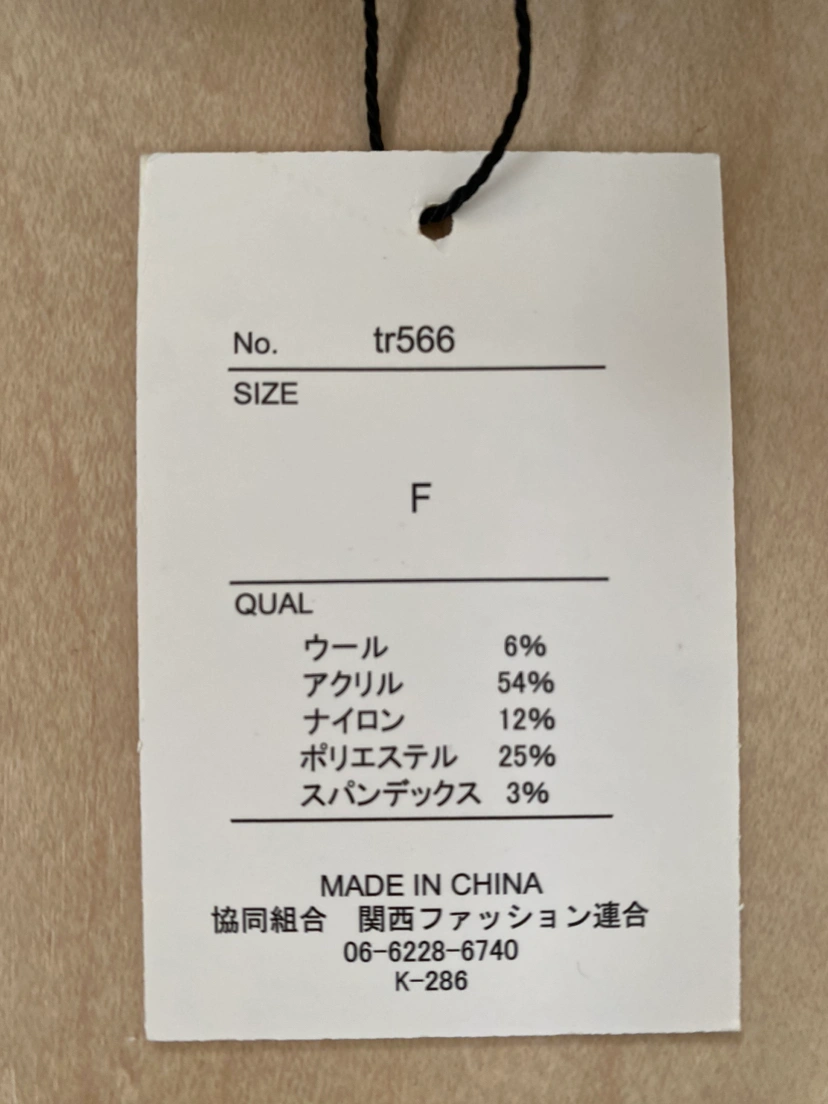 No. tr566
SIZE
F
QUAL
ウール 6%
アクリル 54%
ナイロン 12%
ポリエステル 25%
スパンデックス 3%
MADE IN CHINA
協同組合　関西ファッション連合
06-6228-6740
K-286